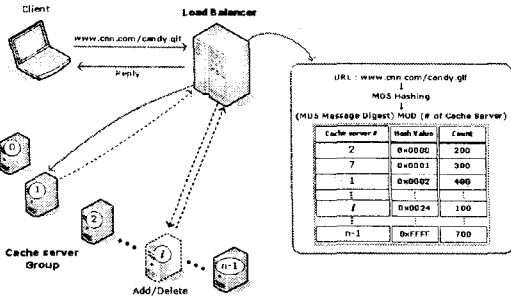 Client
Load Balancer
www.cnn.com/candy.gif
Reply
URL : www.cnn.com/candy.gif
MD5 Hashing
(MD5 Message Digest) MOD (# of Cache Server)
Cache server # Hash Value Count
2 0x0000 200
7 0x0001 300
1 0x0002 400
i 0x0024 100
n-1 0xFFFF 700
0
1
2
i
n-1
Cache server
Group
Add/Delete